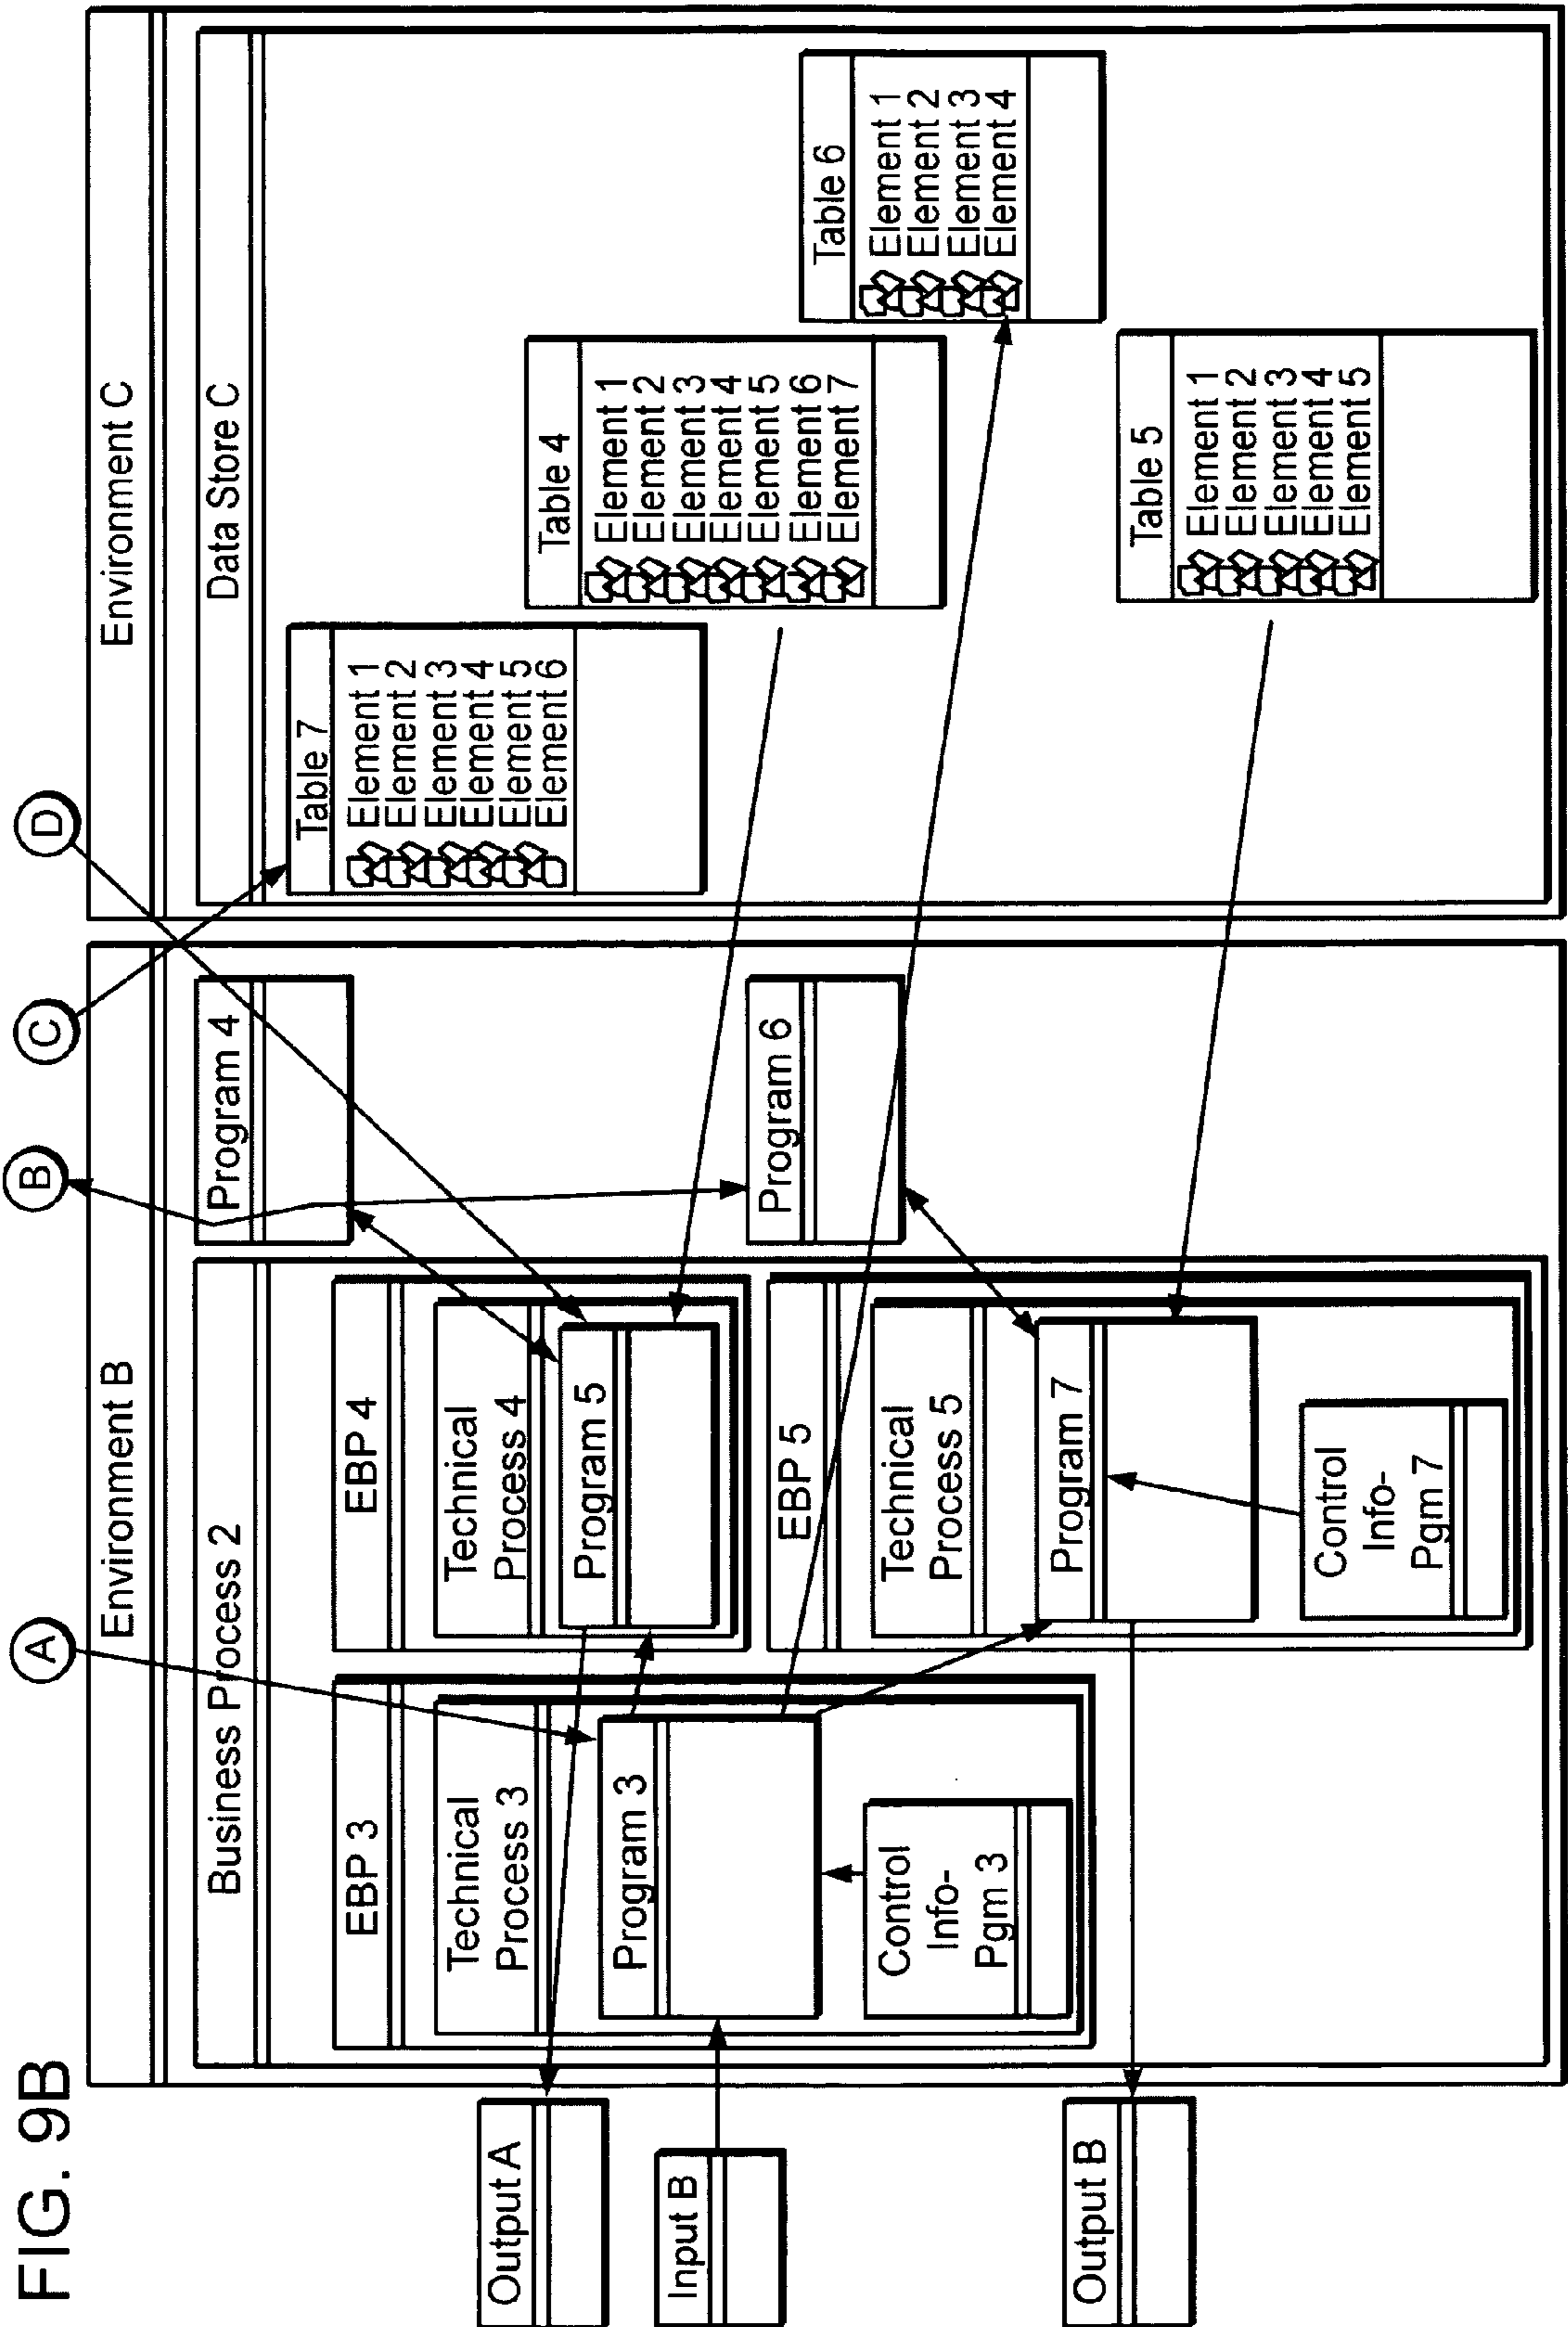 FIG. 9B
A
B
C
D
Environment B
Business Process 2
EBP 3
Technical
Process 3
Program 3
Control
Info-
Pgm 3
EBP 4
Technical
Process 4
Program 5
EBP 5
Technical
Process 5
Program 7
Control
Info-
Pgm 7
Program 4
Program 6
Output A
Input B
Output B
Environment C
Data Store C
Table 7
Element 1
Element 2
Element 3
Element 4
Element 5
Element 6
Table 4
Element 1
Element 2
Element 3
Element 4
Element 5
Element 6
Element 7
Table 6
Element 1
Element 2
Element 3
Element 4
Table 5
Element 1
Element 2
Element 3
Element 4
Element 5